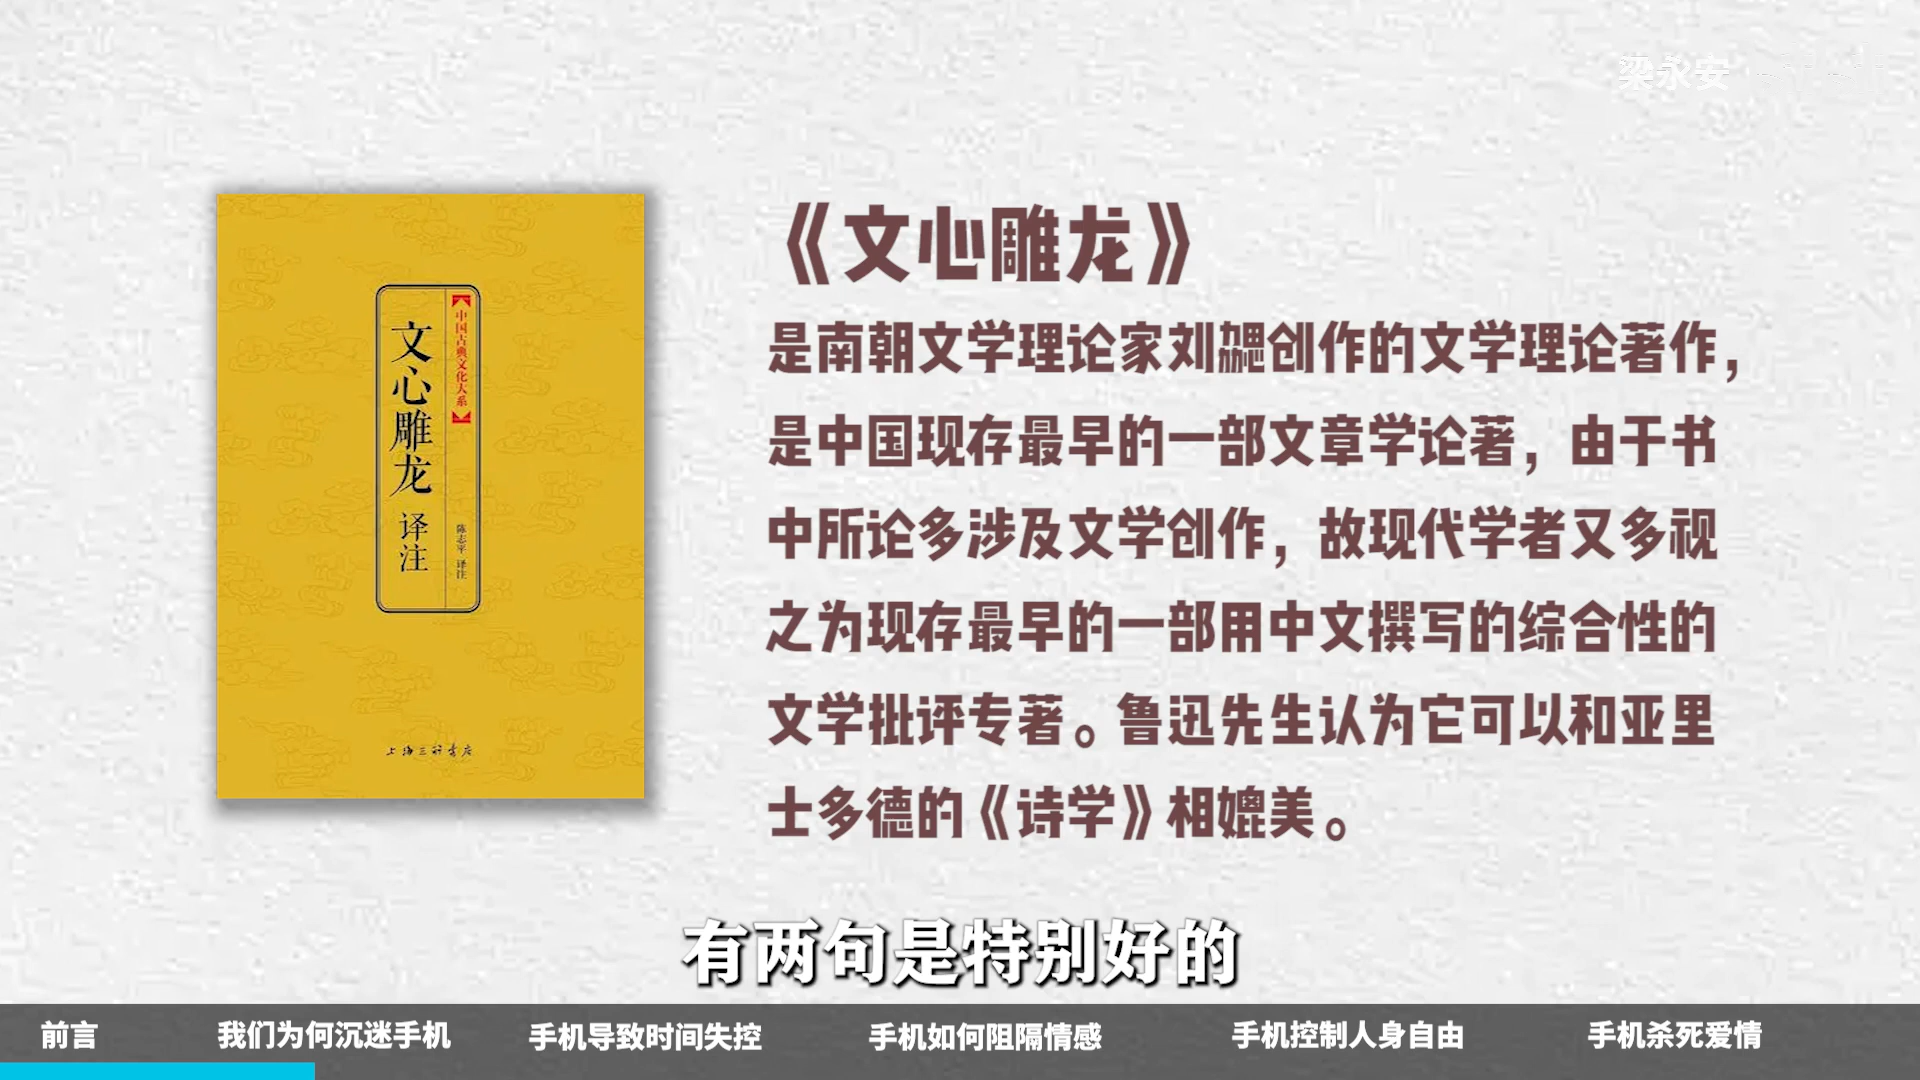 梁永安
文心雕龙 译注
【中国古典文化大系】
陈志平 译注
上海三联书店
《文心雕龙》
是南朝文学理论家刘勰创作的文学理论著作，
是中国现存最早的一部文章学论著，由于书
中所论多涉及文学创作，故现代学者又多视
之为现存最早的一部用中文撰写的综合性的
文学批评专著。鲁迅先生认为它可以和亚里
士多德的《诗学》相媲美。
有两句是特别好的
前言
我们为何沉迷手机
手机导致时间失控
手机如何阻隔情感
手机控制人身自由
手机杀死爱情